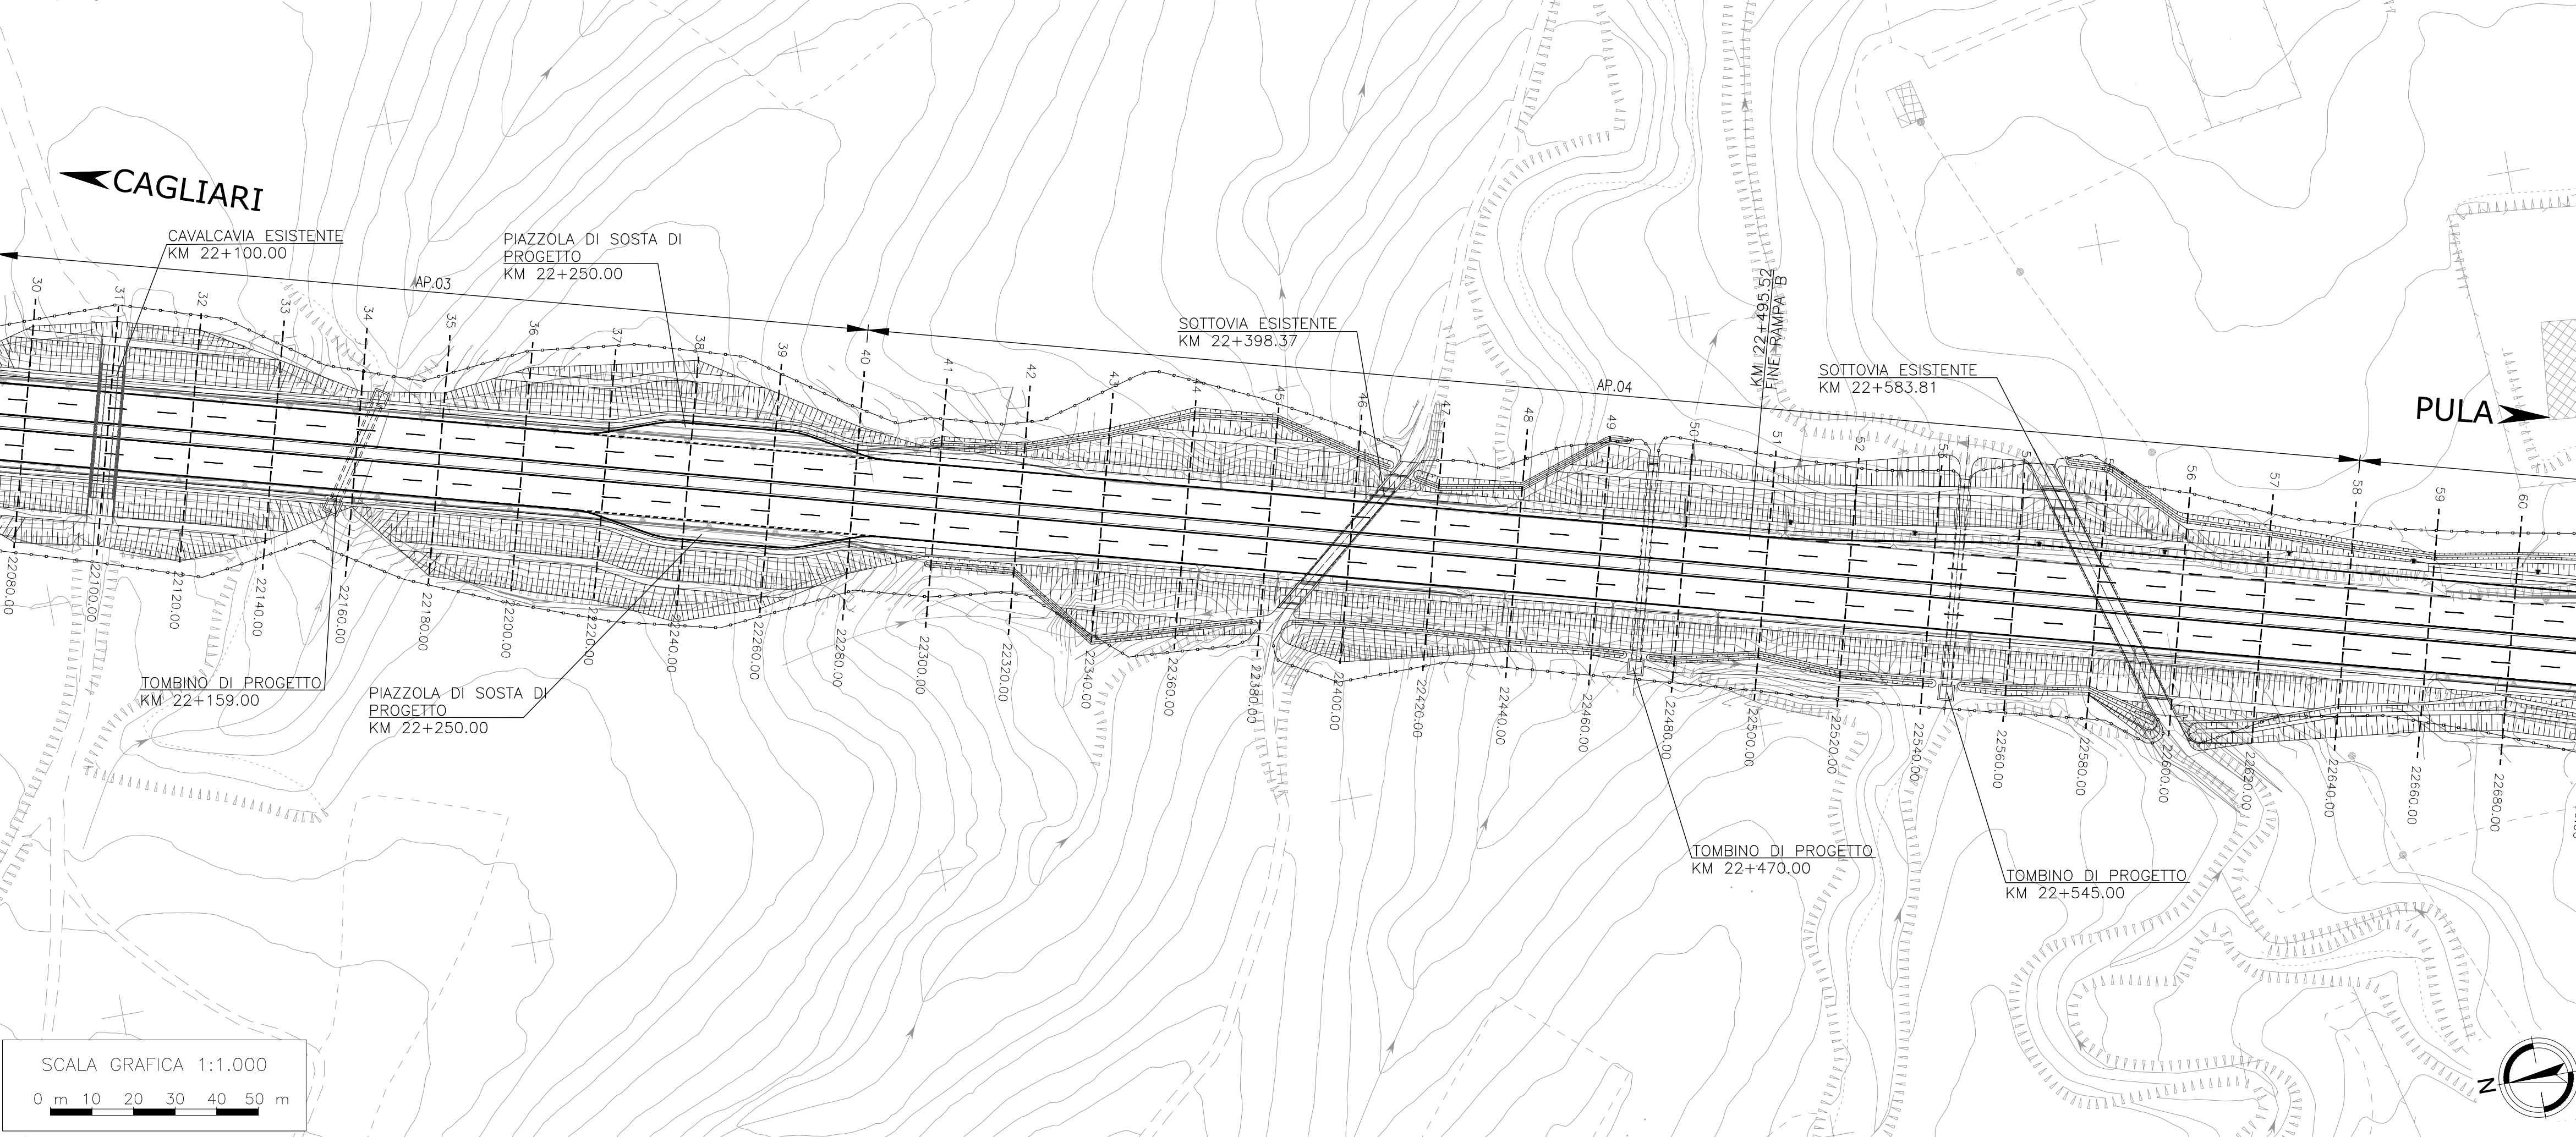 CAGLIARI
CAVALCAVIA ESISTENTE
KM 22+100.00
PIAZZOLA DI SOSTA DI
PROGETTO
KM 22+250.00
AP.03
SOTTOVIA ESISTENTE
KM 22+398.37
AP.04
KM 22+495.52
FINE RAMPA B
SOTTOVIA ESISTENTE
KM 22+583.81
PULA
30
31
32
33
34
35
36
37
38
39
40
41
42
43
44
45
46
47
48
49
50
51
52
53
56
57
58
59
60
22080.00
22100.00
22120.00
22140.00
22160.00
22180.00
22200.00
22220.00
22240.00
22260.00
22280.00
22300.00
22320.00
22340.00
22360.00
22380.00
22400.00
22420.00
22440.00
22460.00
22480.00
22500.00
22520.00
22540.00
22560.00
22580.00
22600.00
22620.00
22640.00
22660.00
22680.00
TOMBINO DI PROGETTO
KM 22+159.00
PIAZZOLA DI SOSTA DI
PROGETTO
KM 22+250.00
TOMBINO DI PROGETTO
KM 22+470.00
TOMBINO DI PROGETTO
KM 22+545.00
SCALA GRAFICA 1:1.000
0 m 10 20 30 40 50 m
N